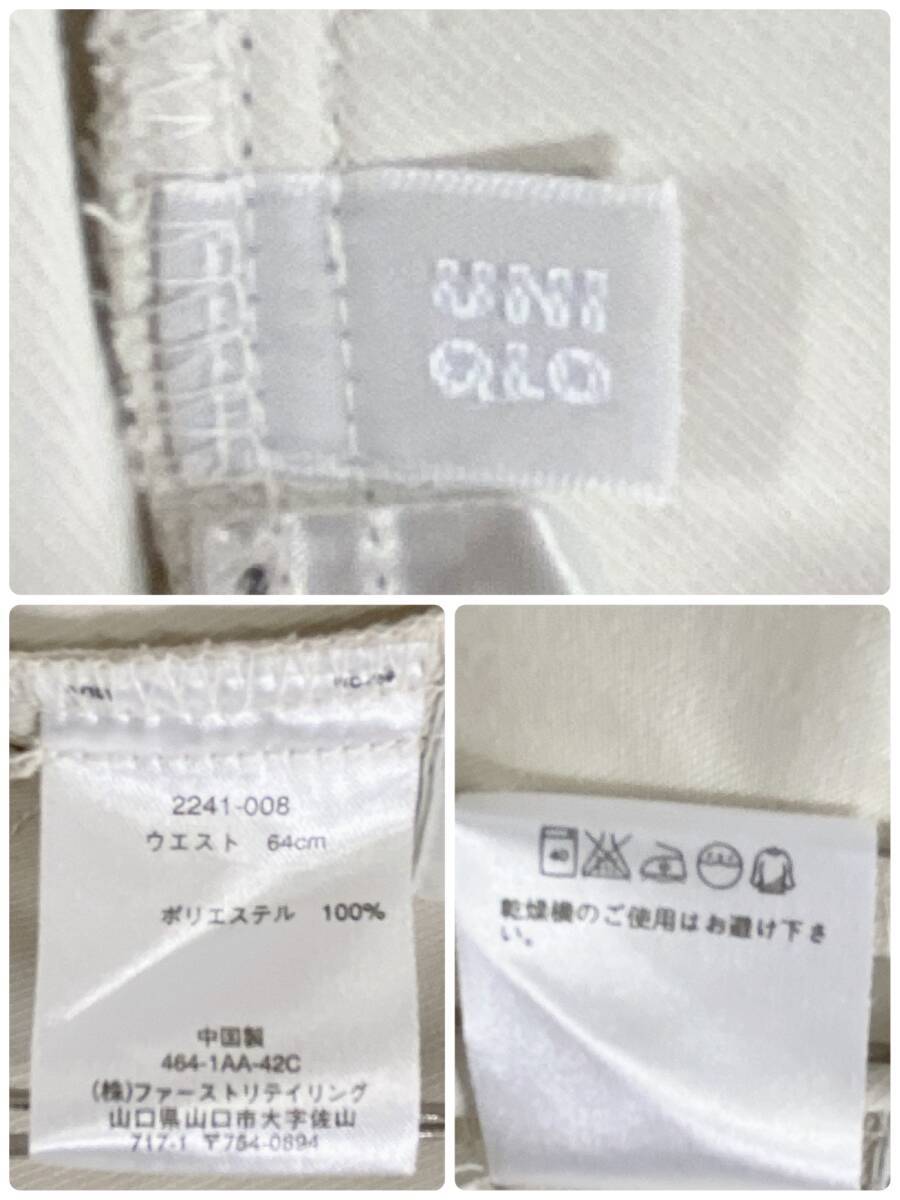 UNI
QLO
2241-008
ウエスト 64cm
ポリエステル 100%
中国製
464-1AA-42C
(株)ファーストリテイリング
山口県山口市大字佐山
717-1 〒754-0894
40
乾燥機のご使用はお避け下さ
い。